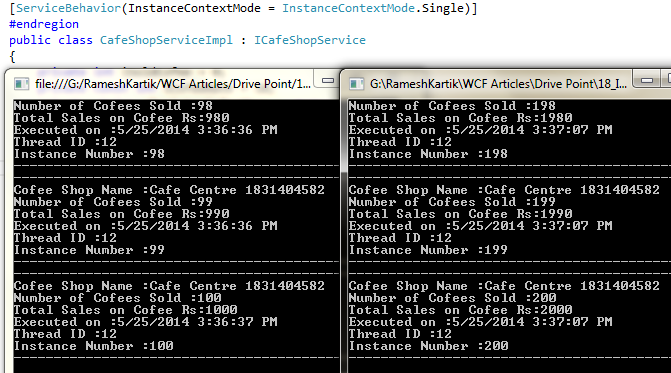 [ServiceBehavior(InstanceContextMode = InstanceContextMode.Single)]
#endregion
public class CafeShopServiceImpl : ICafeShopService
{
file:///G:/RameshKartik/WCF Articles/Drive Point/1...
Number of Cofees Sold :98
Total Sales on Cofee Rs:980
Executed on :5/25/2014 3:36:36 PM
Thread ID :12
Instance Number :98
Cofee Shop Name :Cafe Centre 1831404582
Number of Cofees Sold :99
Total Sales on Cofee Rs:990
Executed on :5/25/2014 3:36:36 PM
Thread ID :12
Instance Number :99
Cofee Shop Name :Cafe Centre 1831404582
Number of Cofees Sold :100
Total Sales on Cofee Rs:1000
Executed on :5/25/2014 3:36:37 PM
Thread ID :12
Instance Number :100
G:\RameshKartik\WCF Articles\Drive Point\18_I...
Number of Cofees Sold :198
Total Sales on Cofee Rs:1980
Executed on :5/25/2014 3:37:07 PM
Thread ID :12
Instance Number :198
Cofee Shop Name :Cafe Centre 1831404582
Number of Cofees Sold :199
Total Sales on Cofee Rs:1990
Executed on :5/25/2014 3:37:07 PM
Thread ID :12
Instance Number :199
Cofee Shop Name :Cafe Centre 1831404582
Number of Cofees Sold :200
Total Sales on Cofee Rs:2000
Executed on :5/25/2014 3:37:07 PM
Thread ID :12
Instance Number :200